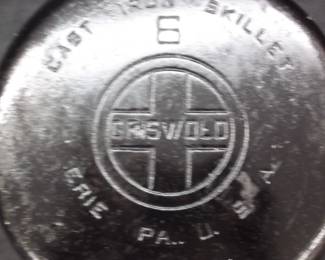 CAST IRON SKILLET
6
GRISWOLD
ERIE PA., U.S.A.